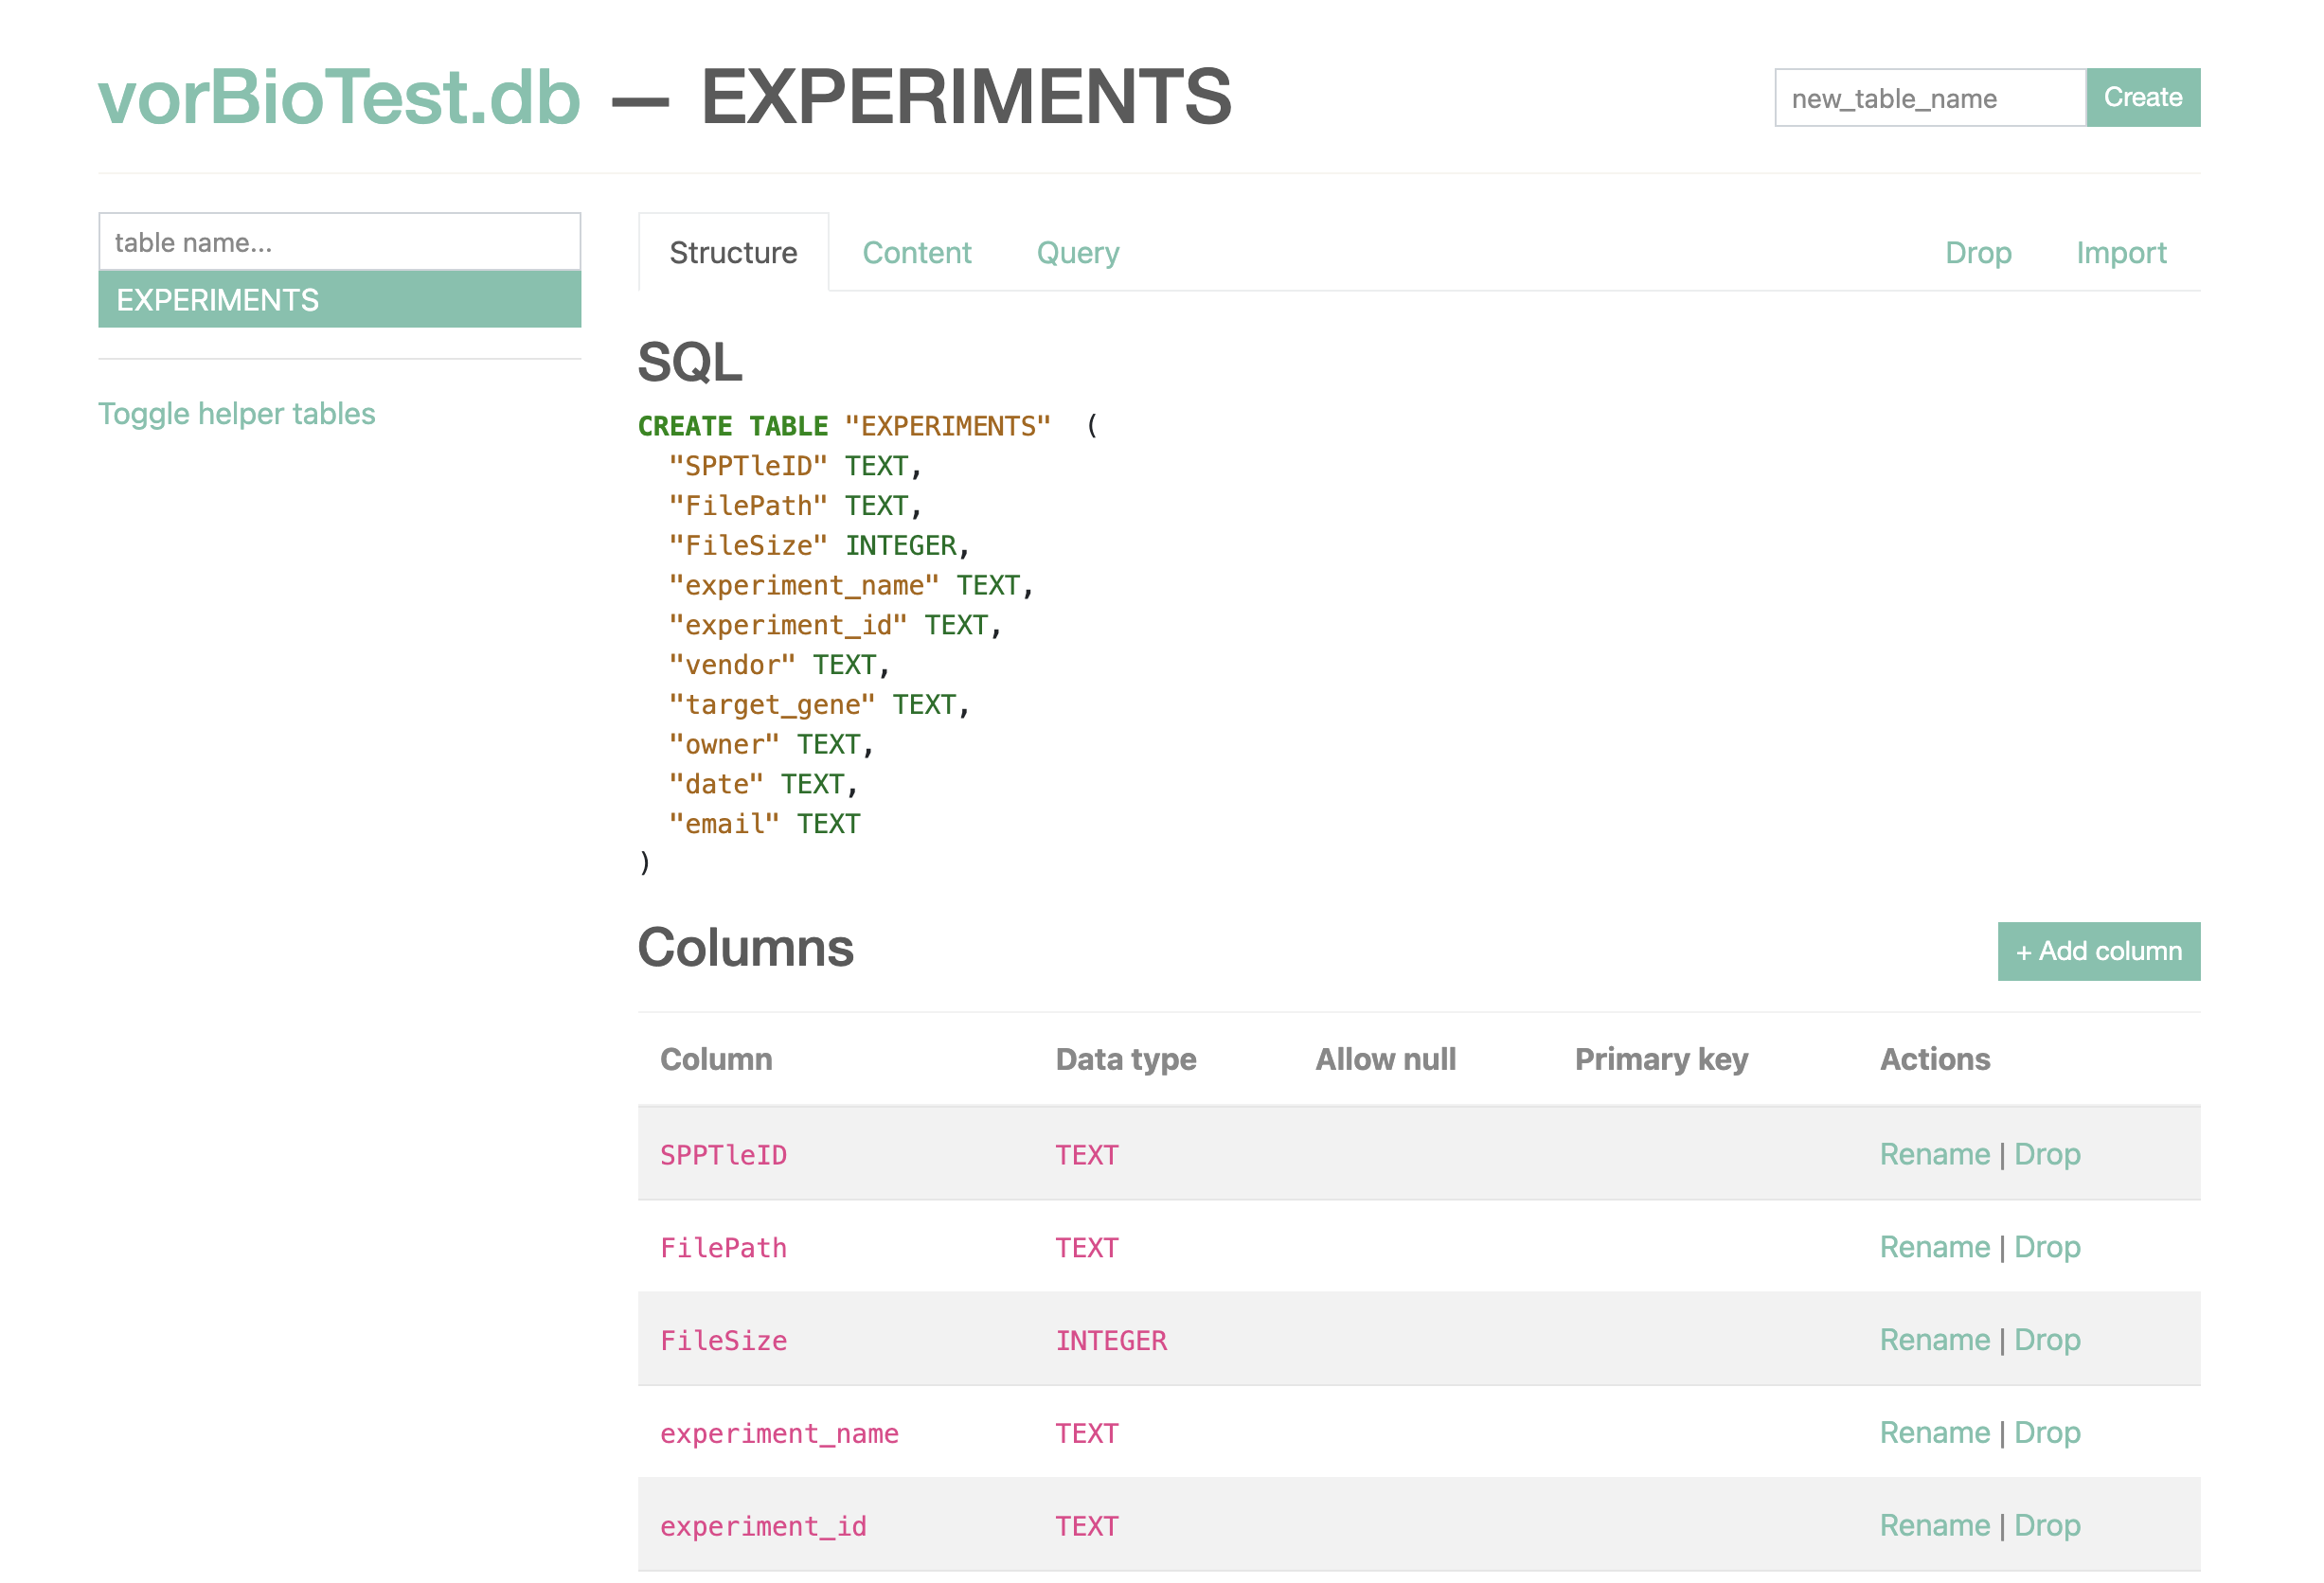 vorBioTest.db — EXPERIMENTS
new_table_name Create
table name...
EXPERIMENTS
Toggle helper tables
Structure Content Query Drop Import
SQL
CREATE TABLE "EXPERIMENTS" (
"SPPTleID" TEXT,
"FilePath" TEXT,
"FileSize" INTEGER,
"experiment_name" TEXT,
"experiment_id" TEXT,
"vendor" TEXT,
"target_gene" TEXT,
"owner" TEXT,
"date" TEXT,
"email" TEXT
)
Columns
+ Add column
Column Data type Allow null Primary key Actions
SPPTleID TEXT Rename | Drop
FilePath TEXT Rename | Drop
FileSize INTEGER Rename | Drop
experiment_name TEXT Rename | Drop
experiment_id TEXT Rename | Drop